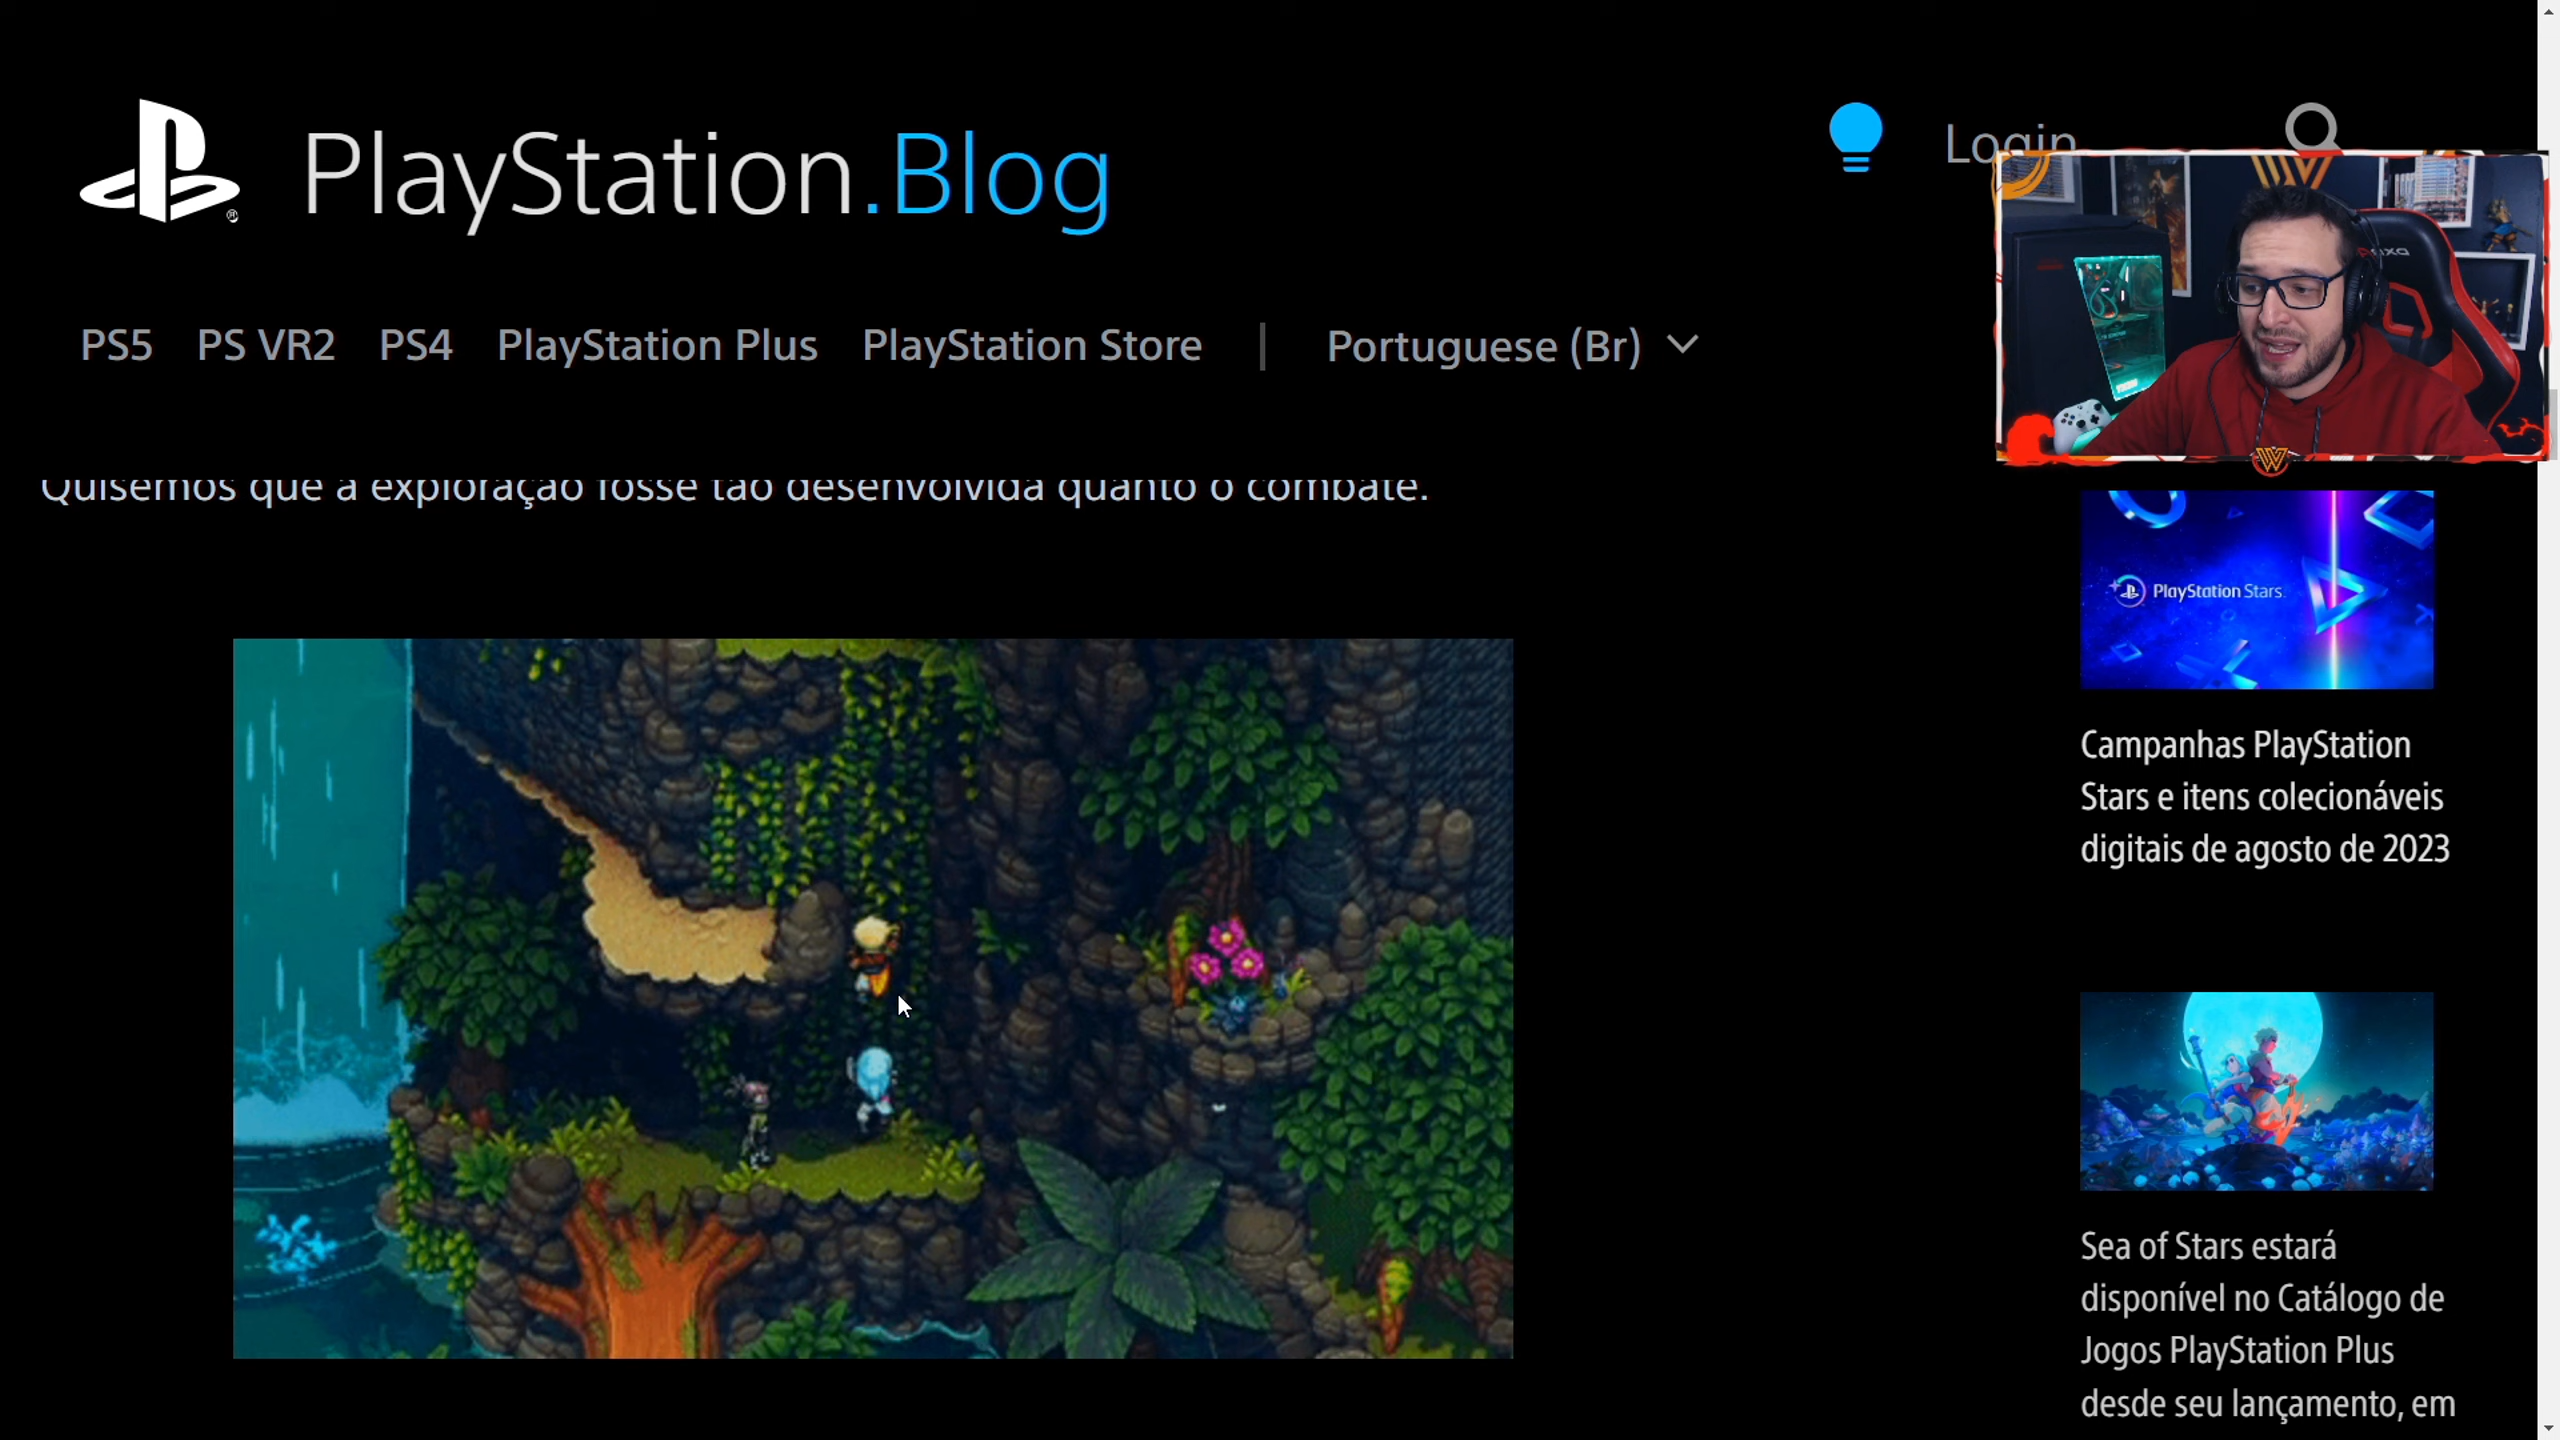 PlayStation.Blog
Login
PS5 PS VR2 PS4 PlayStation Plus PlayStation Store | Portuguese (Br)
Quisemos que a exploração fosse tão desenvolvida quanto o combate.
PlayStation Stars.
Campanhas PlayStation
Stars e itens colecionáveis
digitais de agosto de 2023
Sea of Stars estará
disponível no Catálogo de
Jogos PlayStation Plus
desde seu lançamento, em